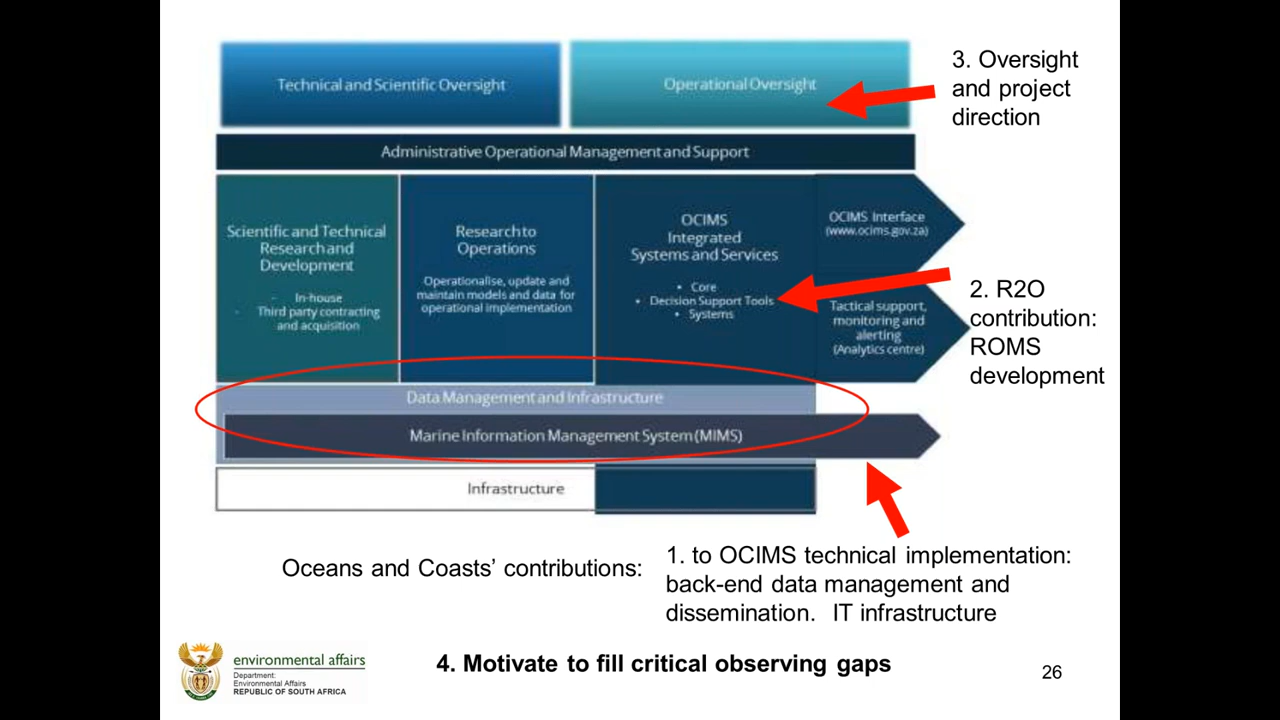 Technical and Scientific Oversight
Operational Oversight
3. Oversight
and project
direction
Administrative Operational Management and Support
Scientific and Technical
Research and
Development
- In-house
- Third party contracting
and acquisition
Research to
Operations
Operationalise, update and
maintain models and data for
operational implementation
OCIMS
Integrated
Systems and Services
• Core
• Decision Support Tools
• Systems
OCIMS Interface
(www.ocims.gov.za)
Tactical support,
monitoring and
alerting
(Analytics centre)
2. R2O
contribution:
ROMS
development
Data Management and Infrastructure
Marine Information Management System (MIMS)
Infrastructure
Oceans and Coasts’ contributions:
1. to OCIMS technical implementation:
back-end data management and
dissemination. IT infrastructure
environmental affairs
Department:
Environmental Affairs
REPUBLIC OF SOUTH AFRICA
4. Motivate to fill critical observing gaps
26